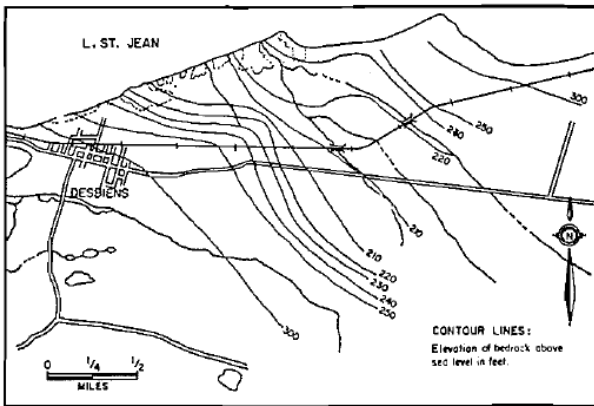 L. ST. JEAN
300
250
240
220
DESBIENS
N
210
210
220
230
240
250
300
CONTOUR LINES:
Elevation of bedrock above
sea level in feet.
0 1/4 1/2
MILES